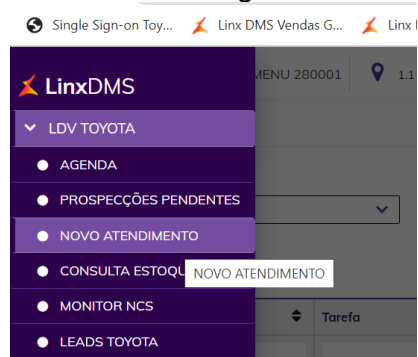 Single Sign-on Toy... Linx DMS Vendas G... Linx
LinxDMS MENU 280001 1.1
LDV TOYOTA
AGENDA
PROSPECÇÕES PENDENTES
NOVO ATENDIMENTO
CONSULTA ESTOQU NOVO ATENDIMENTO
MONITOR NCS Tarefa
LEADS TOYOTA